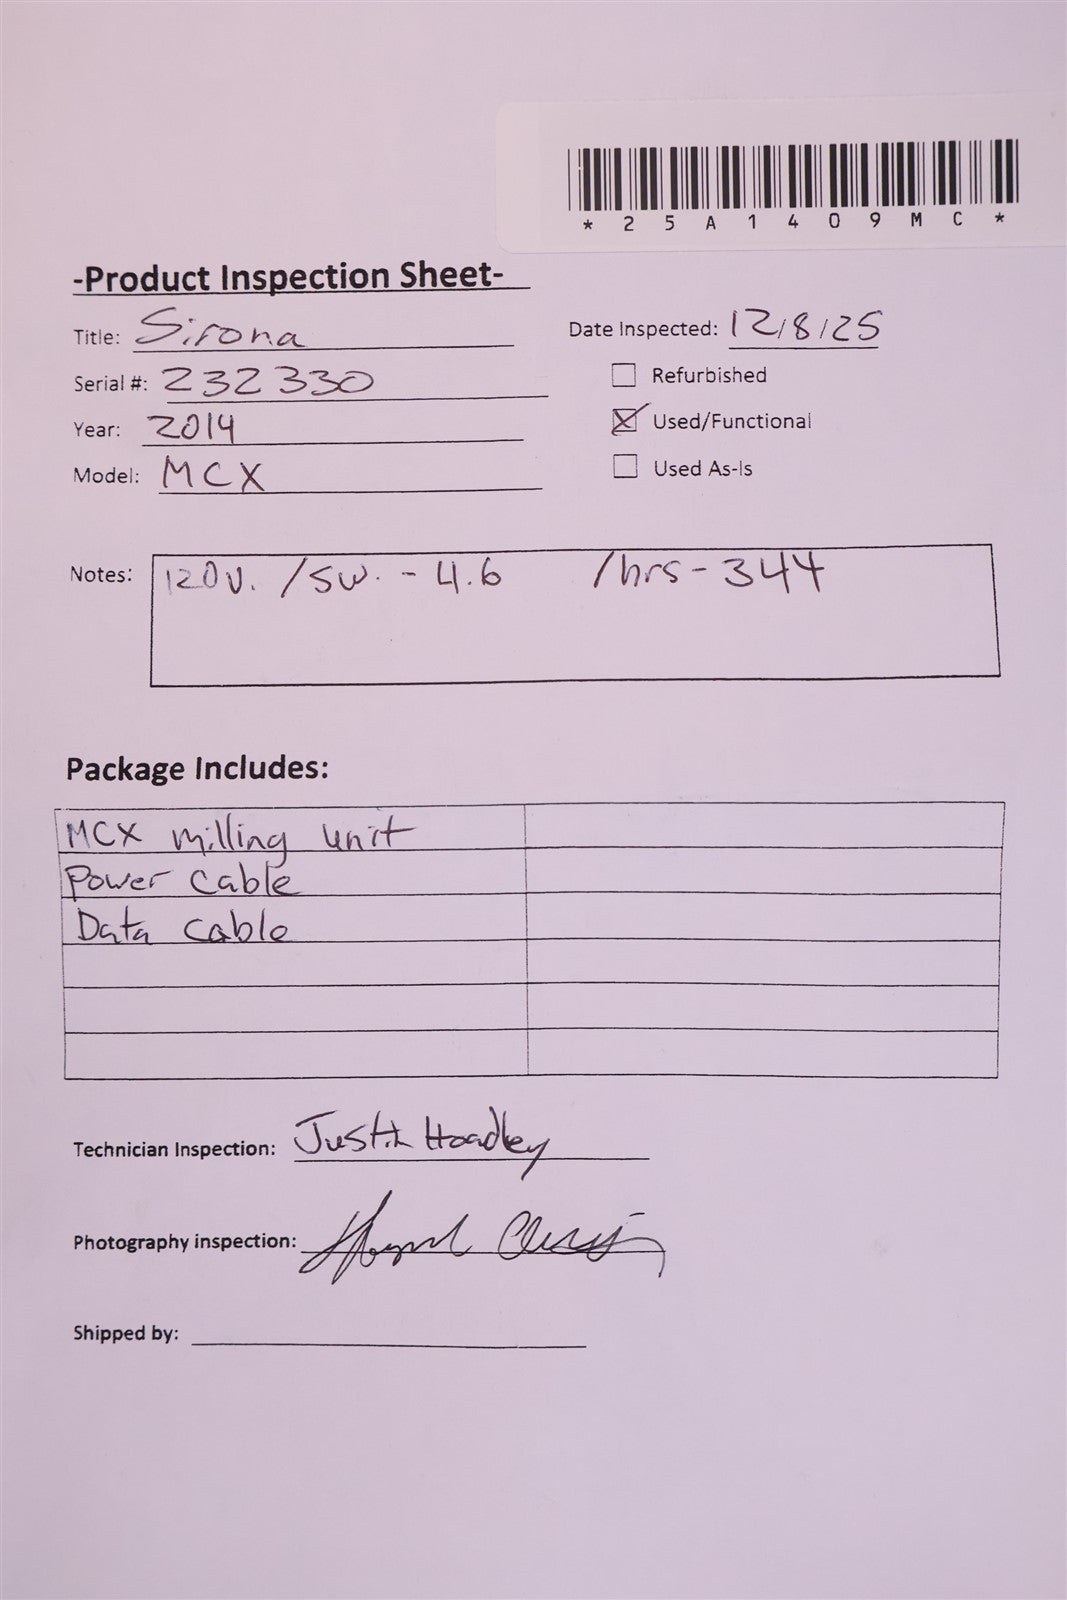 *25A1409MC*
-Product Inspection Sheet-
Title: Sirona
Date Inspected: 12/8/25
Serial #: 232330
Refurbished
Year: 2014
Used/Functional
Model: MCX
Used As-Is
Notes: 120V. /SW. - 4.6 /hrs - 344
Package Includes:
MCX milling unit
Power Cable
Data cable
Technician Inspection: Justin Hoadley
Photography inspection:
Shipped by: